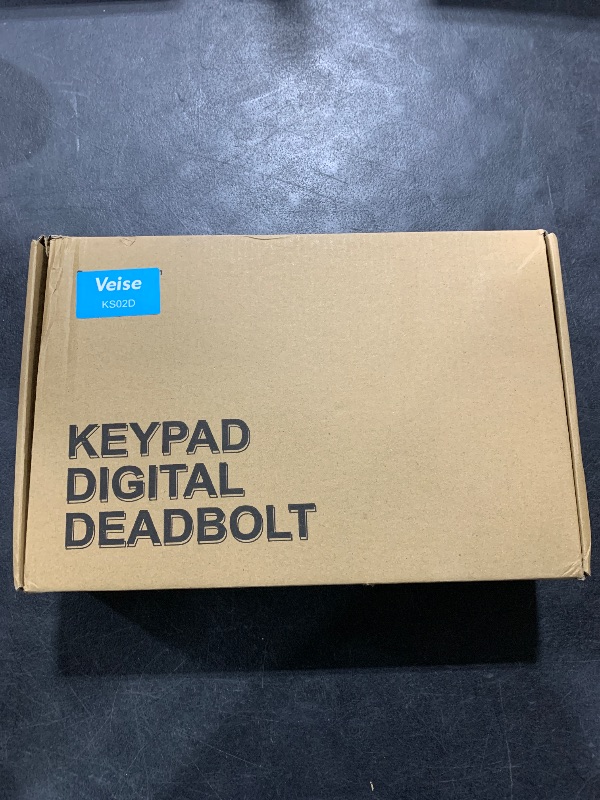 Veise
KS02D
KEYPAD
DIGITAL
DEADBOLT